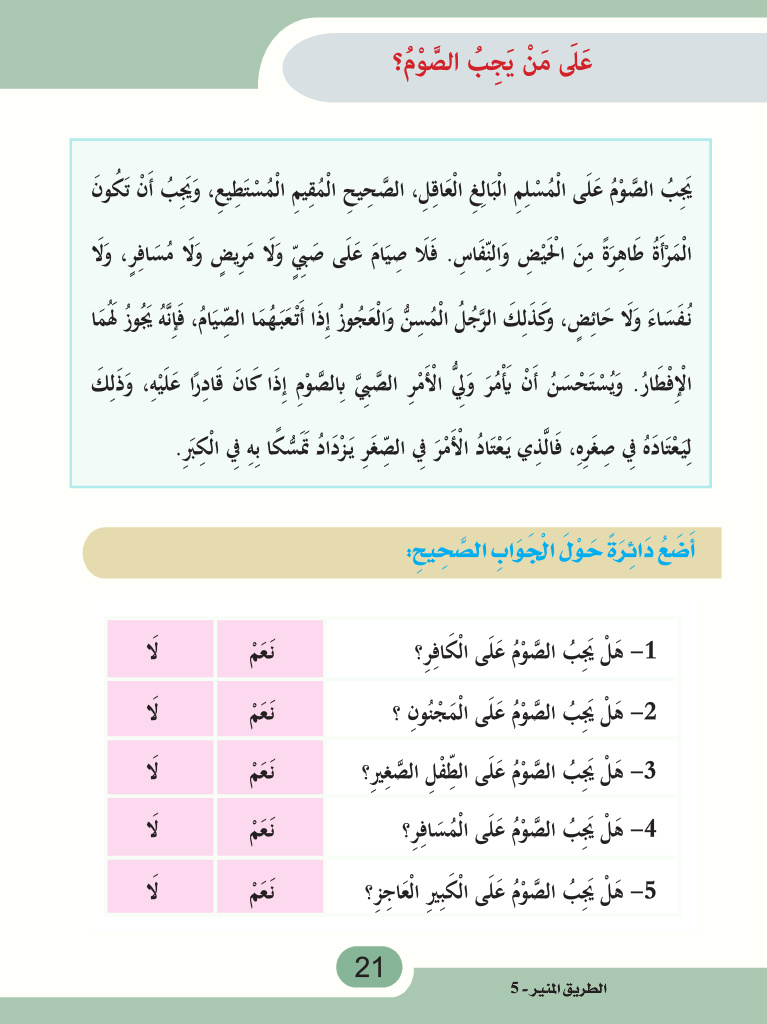 عَلَى مَنْ يَجِبُ الصَّوْمُ؟
يَجِبُ الصَّوْمُ عَلَى الْمُسْلِمِ الْبَالِغِ الْعَاقِلِ، الصَّحِيحِ الْمُقِيمِ الْمُسْتَطِيعِ، وَيَجِبُ أَنْ تَكُونَ
الْمَرْأَةُ طَاهِرَةً مِنَ الْحَيْضِ وَالنِّفَاسِ. فَلَا صِيَامَ عَلَى صَبِيٍّ وَلَا مَرِيضٍ وَلَا مُسَافِرٍ، وَلَا
نُفَسَاءَ وَلَا حَائِضٍ، وَكَذَلِكَ الرَّجُلُ الْمُسِنُّ وَالْعَجُوزُ إِذَا أَتْعَبَهُمَا الصِّيَامُ، فَإِنَّهُ يَجُوزُ لَهُمَا
الْإِفْطَارُ. وَيُسْتَحْسَنُ أَنْ يَأْمُرَ وَلِيُّ الْأَمْرِ الصَّبِيَّ بِالصَّوْمِ إِذَا كَانَ قَادِرًا عَلَيْهِ، وَذَلِكَ
لِيَعْتَادَهُ فِي صِغَرِهِ، فَالَّذِي يَعْتَادُ الْأَمْرَ فِي الصِّغَرِ يَزْدَادُ تَمَسُّكًا بِهِ فِي الْكِبَرِ.
أَضَعُ دَائِرَةً حَوْلَ الْجَوَابِ الصَّحِيحِ:
1- هَلْ يَجِبُ الصَّوْمُ عَلَى الْكَافِرِ؟ نَعَمْ لَا
2- هَلْ يَجِبُ الصَّوْمُ عَلَى الْمَجْنُونِ ؟ نَعَمْ لَا
3- هَلْ يَجِبُ الصَّوْمُ عَلَى الطِّفْلِ الصَّغِيرِ؟ نَعَمْ لَا
4- هَلْ يَجِبُ الصَّوْمُ عَلَى الْمُسَافِرِ؟ نَعَمْ لَا
5- هَلْ يَجِبُ الصَّوْمُ عَلَى الْكَبِيرِ الْعَاجِزِ؟ نَعَمْ لَا
21
الطريق المنير- 5